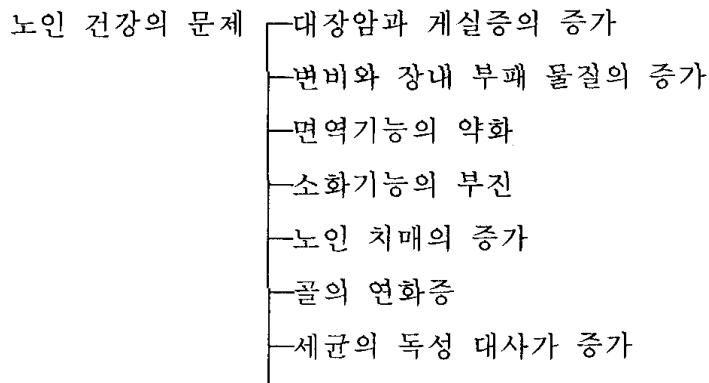 노인 건강의 문제
대장암과 게실증의 증가
변비와 장내 부패 물질의 증가
면역기능의 약화
소화기능의 부진
노인 치매의 증가
골의 연화증
세균의 독성 대사가 증가